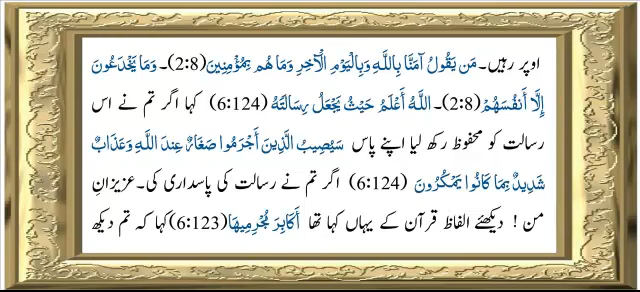 اوپر رہیں۔ مَن يَقُولُ آمَنَّا بِاللَّهِ وَبِالْيَوْمِ الْآخِرِ وَمَا هُم بِمُؤْمِنِينَ(2:8)۔ وَمَا يَخْدَعُونَ
إِلَّا أَنفُسَهُمْ(2:8)۔ اللَّهُ أَعْلَمُ حَيْثُ يَجْعَلُ رِسَالَتَهُ (6:124) کہا اگر تم نے اس
رسالت کو محفوظ رکھ لیا اپنے پاس سَيُصِيبُ الَّذِينَ أَجْرَمُوا صَغَارٌ عِندَ اللَّهِ وَعَذَابٌ
شَدِيدٌ بِمَا كَانُوا يَمْكُرُونَ (6:124) اگر تم نے رسالت کی پاسداری کی۔ عزیزانِ
من ! دیکھئے الفاظ قرآن کے یہاں کہا تھا أَكَابِرَ مُجْرِمِيهَا(6:123) کہا کہ تم دیکھ